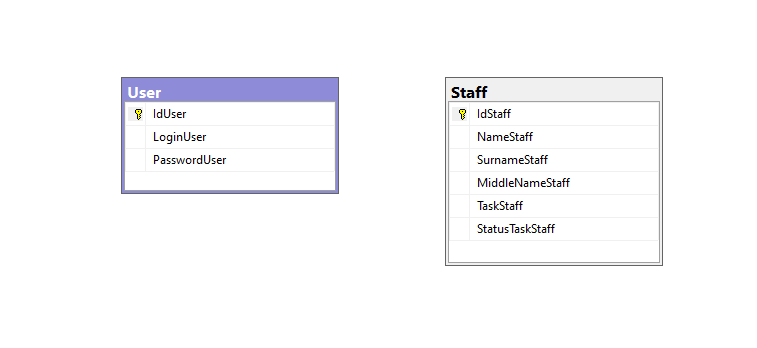 User
IdUser
LoginUser
PasswordUser
Staff
IdStaff
NameStaff
SurnameStaff
MiddleNameStaff
TaskStaff
StatusTaskStaff